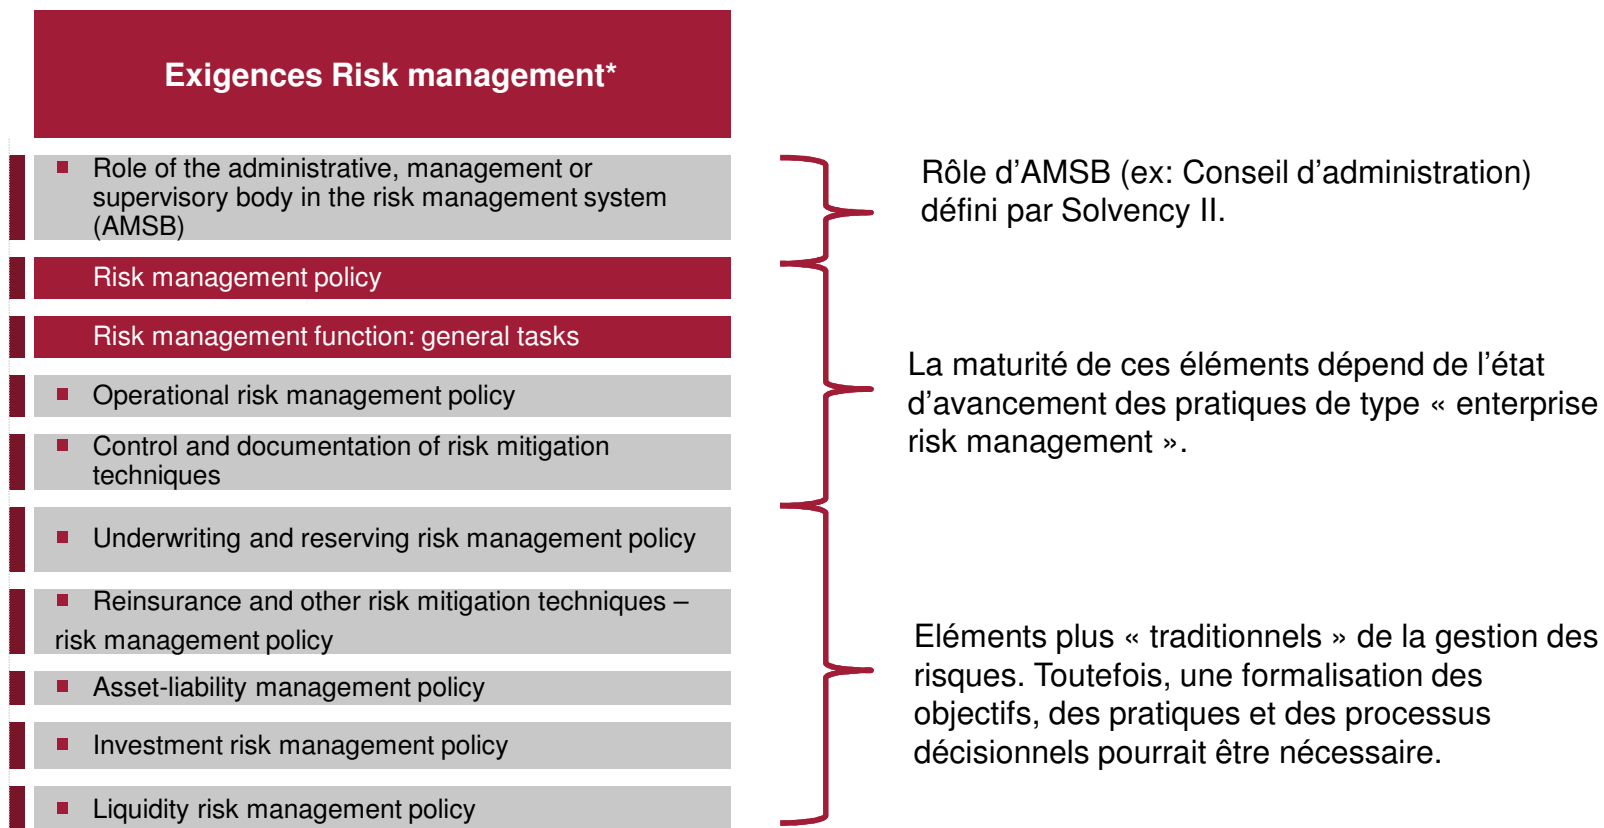 Exigences Risk management*
▪ Role of the administrative, management or
supervisory body in the risk management system
(AMSB)
Risk management policy
Risk management function: general tasks
▪ Operational risk management policy
▪ Control and documentation of risk mitigation
techniques
▪ Underwriting and reserving risk management policy
▪ Reinsurance and other risk mitigation techniques –
risk management policy
▪ Asset-liability management policy
▪ Investment risk management policy
▪ Liquidity risk management policy
Rôle d’AMSB (ex: Conseil d’administration)
défini par Solvency II.
La maturité de ces éléments dépend de l’état
d’avancement des pratiques de type « enterprise
risk management ».
Eléments plus « traditionnels » de la gestion des
risques. Toutefois, une formalisation des
objectifs, des pratiques et des processus
décisionnels pourrait être nécessaire.